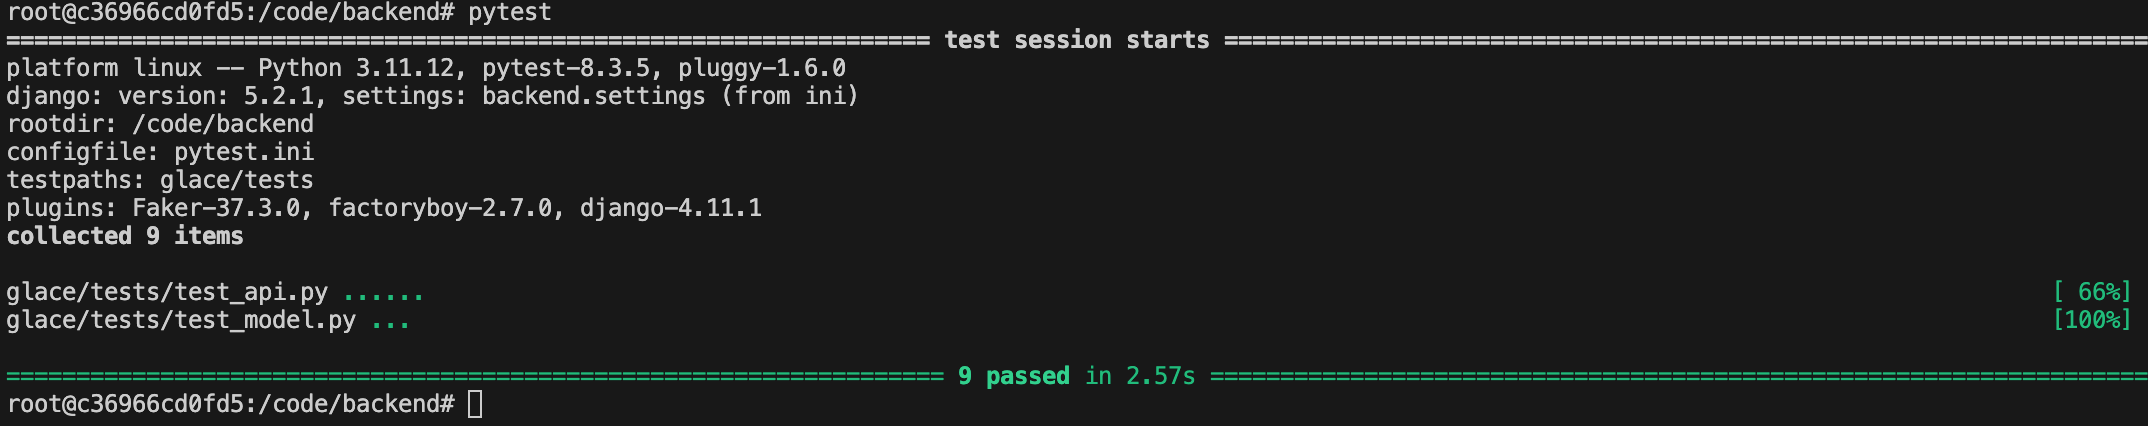 root@c36966cd0fd5:/code/backend# pytest
================================================================== test session starts ==================================================================
platform linux -- Python 3.11.12, pytest-8.3.5, pluggy-1.6.0
django: version: 5.2.1, settings: backend.settings (from ini)
rootdir: /code/backend
configfile: pytest.ini
testpaths: glace/tests
plugins: Faker-37.3.0, factoryboy-2.7.0, django-4.11.1
collected 9 items
glace/tests/test_api.py ...... [ 66%]
glace/tests/test_model.py ... [100%]
=================================================================== 9 passed in 2.57s ===================================================================
root@c36966cd0fd5:/code/backend#